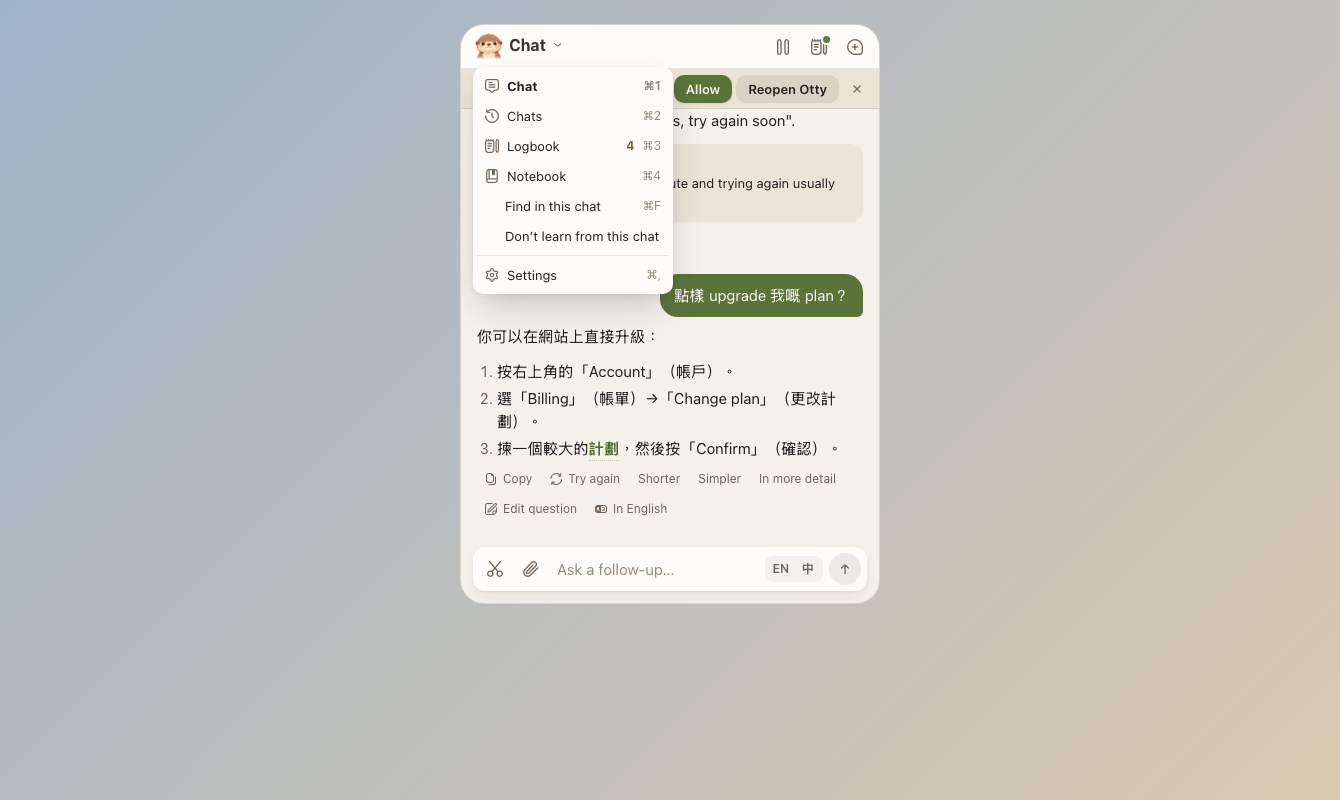 Chat
Chat ⌘1
Allow
Reopen Otty
Chats ⌘2
s, try again soon".
Logbook 4 ⌘3
Notebook ⌘4
ute and trying again usually
Find in this chat ⌘F
Don’t learn from this chat
Settings ⌘,
點樣 upgrade 我嘅 plan？
你可以在網站上直接升級：
1. 按右上角的「Account」（帳戶）。
2. 選「Billing」（帳單）→「Change plan」（更改計
劃）。
3. 揀一個較大的計劃，然後按「Confirm」（確認）。
Copy Try again Shorter Simpler In more detail
Edit question In English
Ask a follow-up...
EN 中